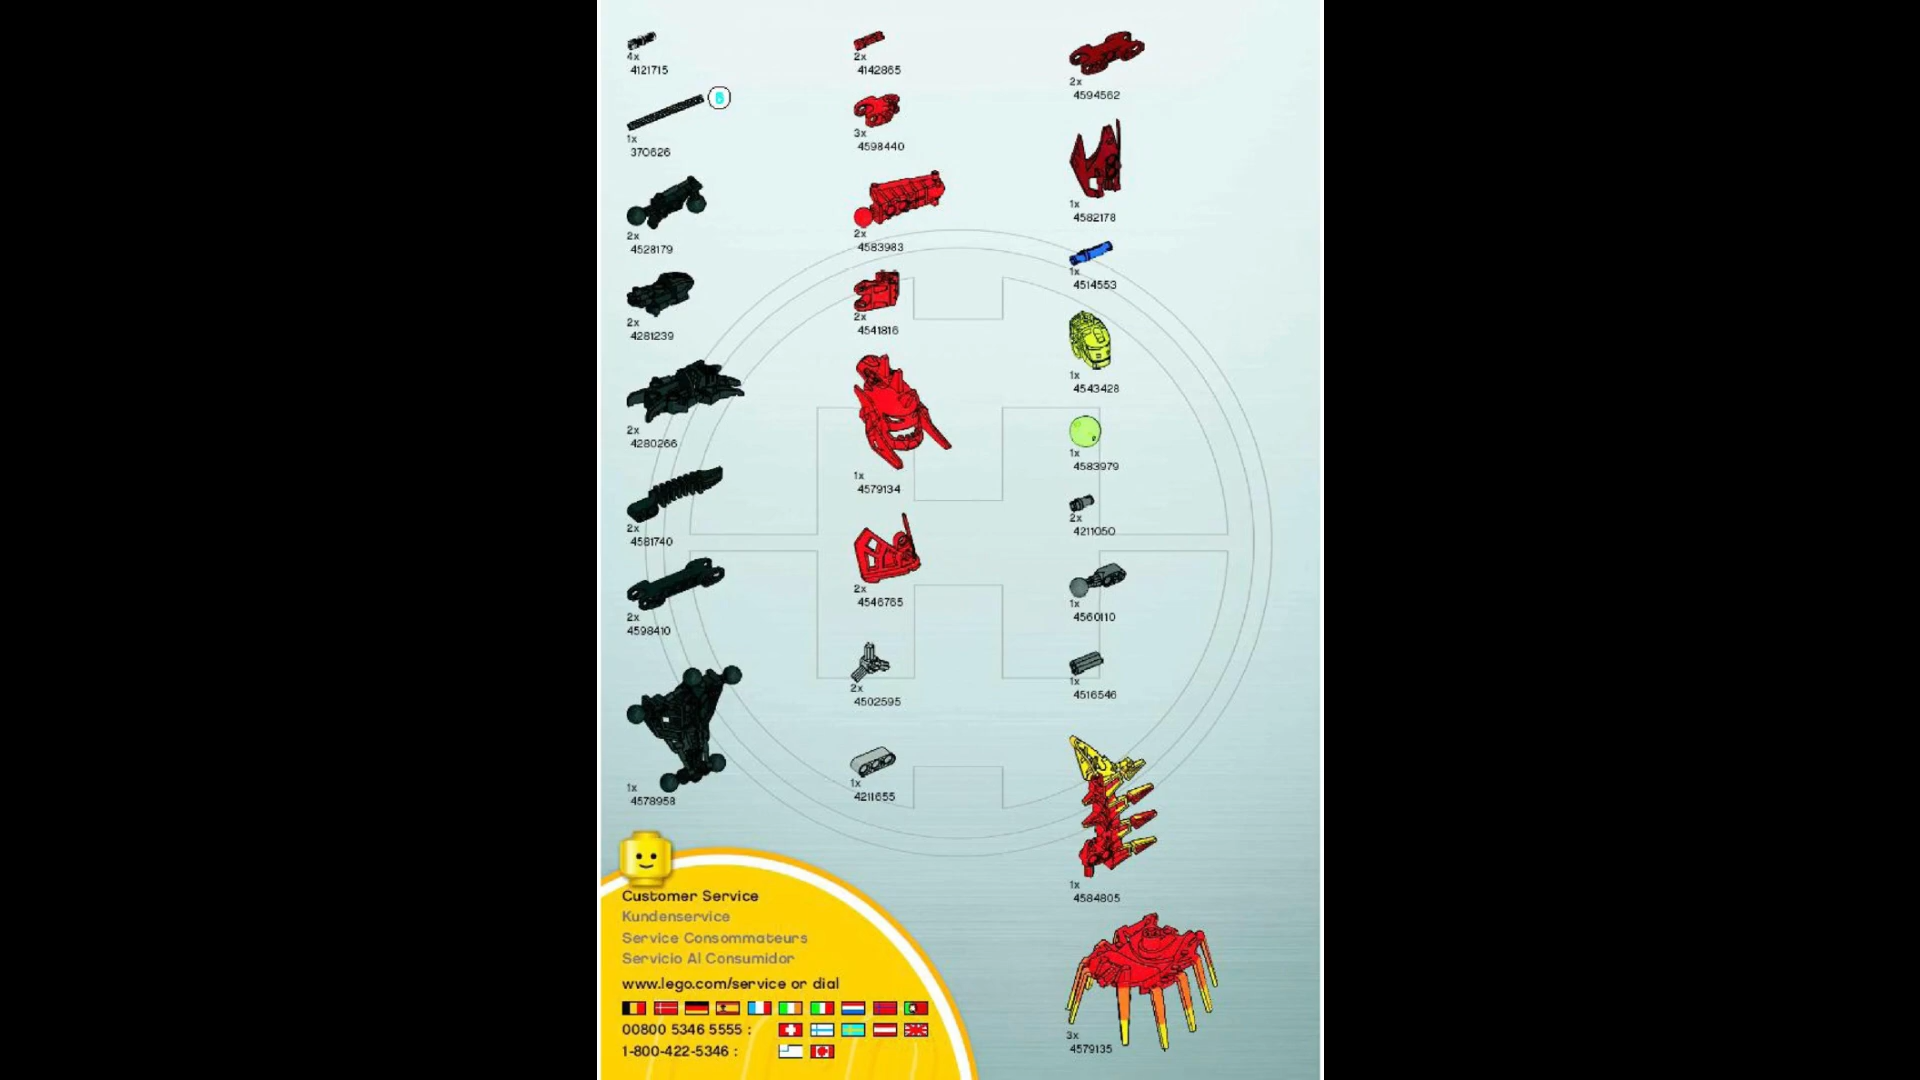 4x
4121715
6
1x
370626
2x
4528179
2x
4281239
2x
4280266
2x
4581740
2x
4598410
1x
4578958
2x
4142865
3x
4598440
2x
4583983
2x
4541816
1x
4579134
2x
4546765
2x
4502595
1x
4211655
2x
4594562
1x
4582178
1x
4514553
1x
4543428
1x
4583979
2x
4211050
1x
4560110
1x
4516546
1x
4584805
3x
4579135
Customer Service
Kundenservice
Service Consommateurs
Servicio Al Consumidor
www.lego.com/service or dial
00800 5346 5555 :
1-800-422-5346 :